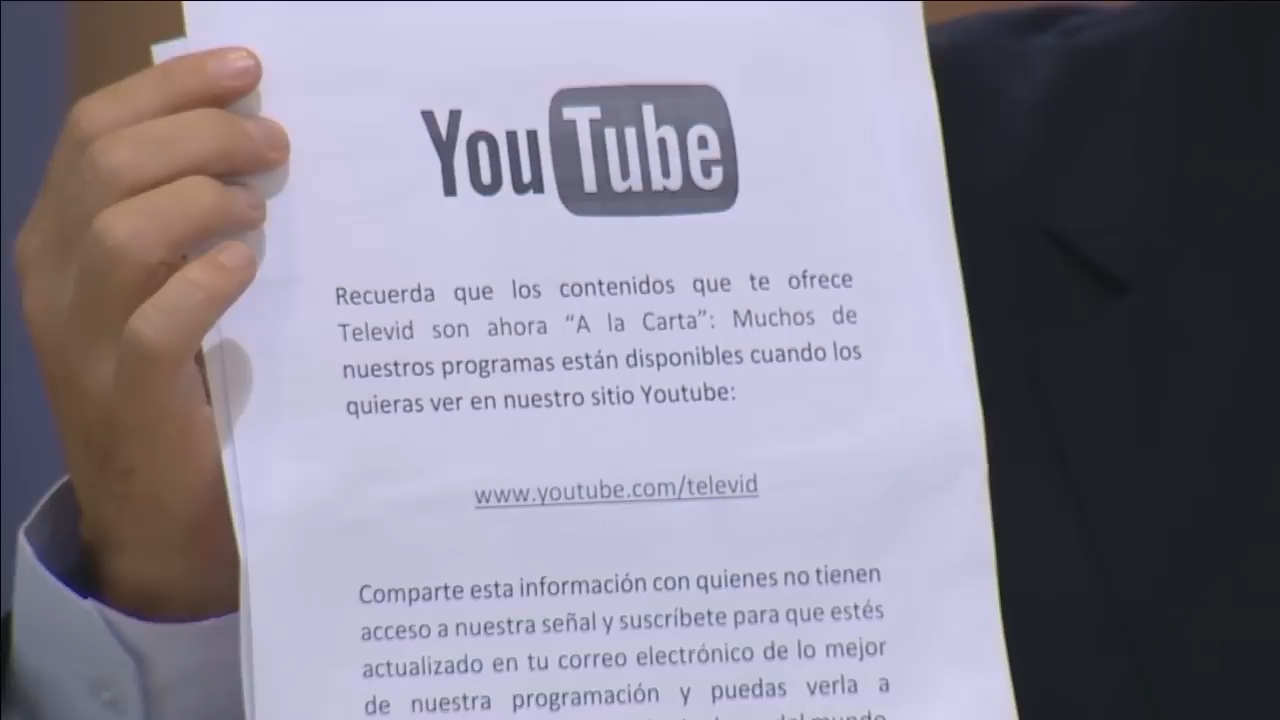 YouTube
Recuerda que los contenidos que te ofrece
Televid son ahora “A la Carta”: Muchos de
nuestros programas están disponibles cuando los
quieras ver en nuestro sitio Youtube:
www.youtube.com/televid
Comparte esta información con quienes no tienen
acceso a nuestra señal y suscríbete para que estés
actualizado en tu correo electrónico de lo mejor
de nuestra programación y puedas verla a
del mundo